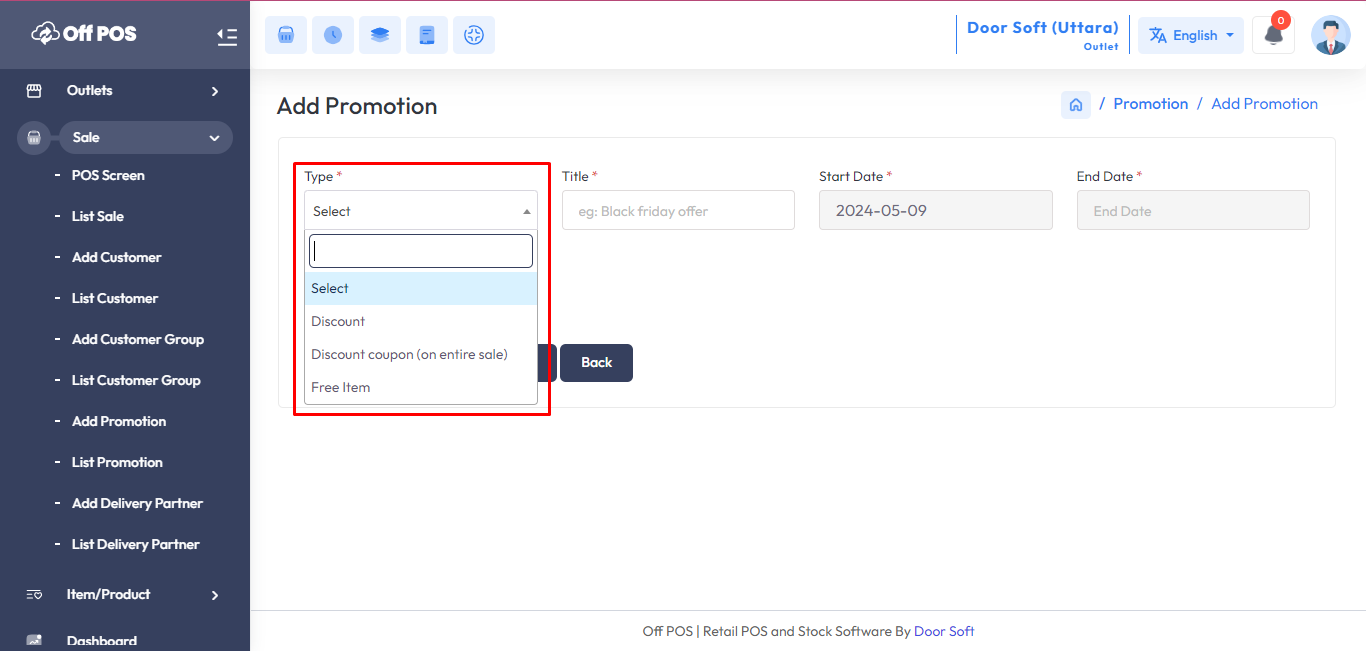 Off POS
Door Soft (Uttara)
Outlet
English
0
Outlets
Sale
POS Screen
List Sale
Add Customer
List Customer
Add Customer Group
List Customer Group
Add Promotion
List Promotion
Add Delivery Partner
List Delivery Partner
Item/Product
Dashboard
Add Promotion
/ Promotion / Add Promotion
Type *
Select
Select
Discount
Discount coupon (on entire sale)
Free Item
Title *
eg: Black friday offer
Start Date *
2024-05-09
End Date *
End Date
Back
Off POS | Retail POS and Stock Software By Door Soft